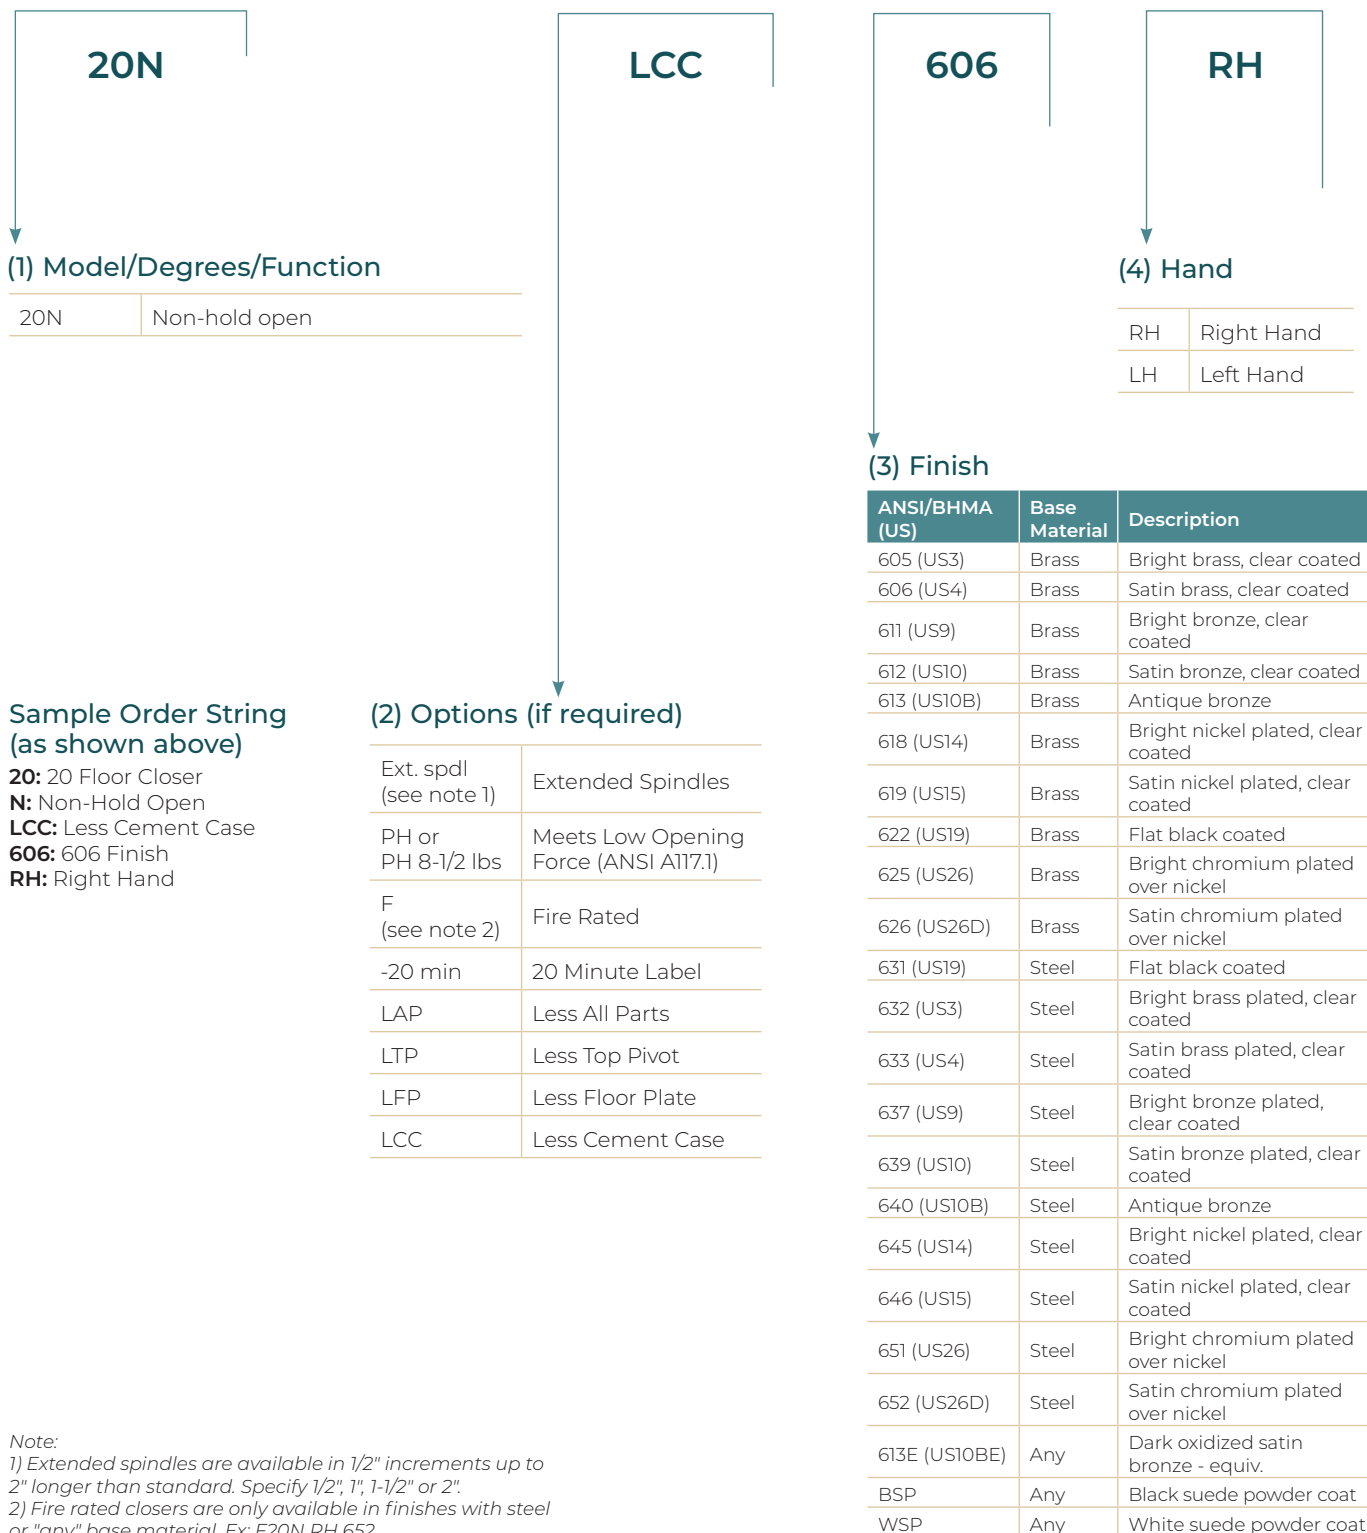 20N LCC 606 RH
(1) Model/Degrees/Function
20N Non-hold open
(4) Hand
RH Right Hand
LH Left Hand
(3) Finish
ANSI/BHMA
(US)
Base
Material
Description
605 (US3) Brass Bright brass, clear coated
606 (US4) Brass Satin brass, clear coated
611 (US9) Brass Bright bronze, clear
coated
612 (US10) Brass Satin bronze, clear coated
613 (US10B) Brass Antique bronze
618 (US14) Brass Bright nickel plated, clear
coated
619 (US15) Brass Satin nickel plated, clear
coated
622 (US19) Brass Flat black coated
625 (US26) Brass Bright chromium plated
over nickel
626 (US26D) Brass Satin chromium plated
over nickel
631 (US19) Steel Flat black coated
632 (US3) Steel Bright brass plated, clear
coated
633 (US4) Steel Satin brass plated, clear
coated
637 (US9) Steel Bright bronze plated,
clear coated
639 (US10) Steel Satin bronze plated, clear
coated
640 (US10B) Steel Antique bronze
645 (US14) Steel Bright nickel plated, clear
coated
646 (US15) Steel Satin nickel plated, clear
coated
651 (US26) Steel Bright chromium plated
over nickel
652 (US26D) Steel Satin chromium plated
over nickel
613E (US10BE) Any Dark oxidized satin
bronze - equiv.
BSP Any Black suede powder coat
WSP Any White suede powder coat
Sample Order String
(as shown above)
20: 20 Floor Closer
N: Non-Hold Open
LCC: Less Cement Case
606: 606 Finish
RH: Right Hand
(2) Options (if required)
Ext. spdl
(see note 1)
Extended Spindles
PH or
PH 8-1/2 lbs
Meets Low Opening
Force (ANSI A117.1)
F
(see note 2)
Fire Rated
-20 min 20 Minute Label
LAP Less All Parts
LTP Less Top Pivot
LFP Less Floor Plate
LCC Less Cement Case
Note:
1) Extended spindles are available in 1/2" increments up to
2" longer than standard. Specify 1/2", 1", 1-1/2" or 2".
2) Fire rated closers are only available in finishes with steel
or "any" base material. Ex: F20N RH 652